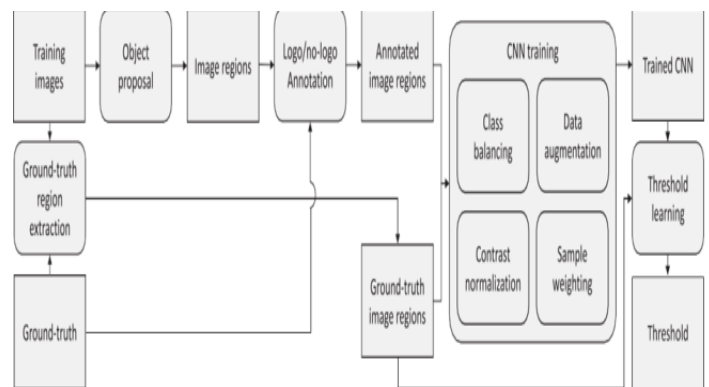 Training
images
Object
proposal
Image regions
Logo/no-logo
Annotation
Annotated
image regions
CNN training
Class
balancing
Data
augmentation
Contrast
normalization
Sample
weighting
Trained CNN
Ground-truth
region
extraction
Threshold
learning
Ground-truth
Ground-truth
image regions
Threshold